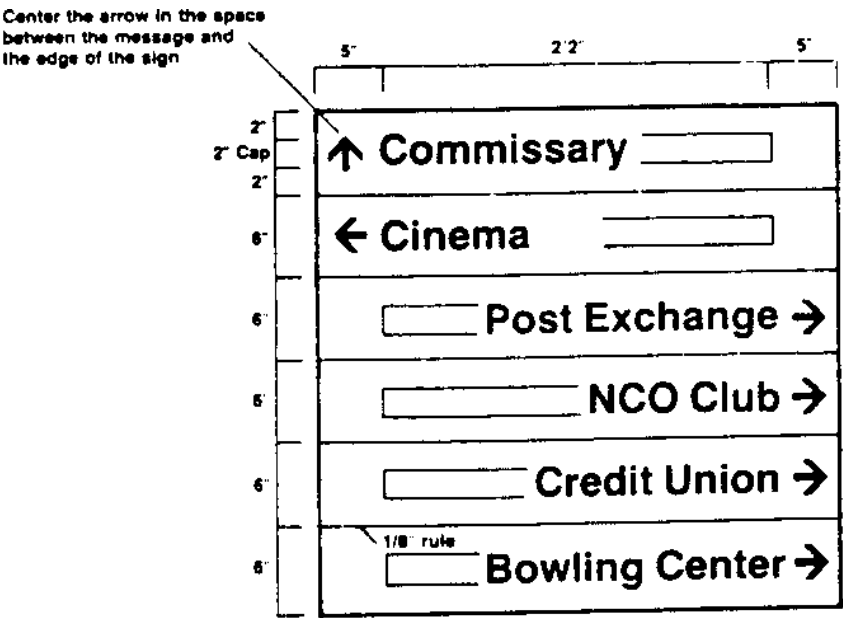 Center the arrow in the space
between the message and
the edge of the sign
5" 2'2" 5"
2"
2" Cap
2"
Commissary
6" Cinema
6" Post Exchange
6" NCO Club
6" Credit Union
1/8" rule
6" Bowling Center